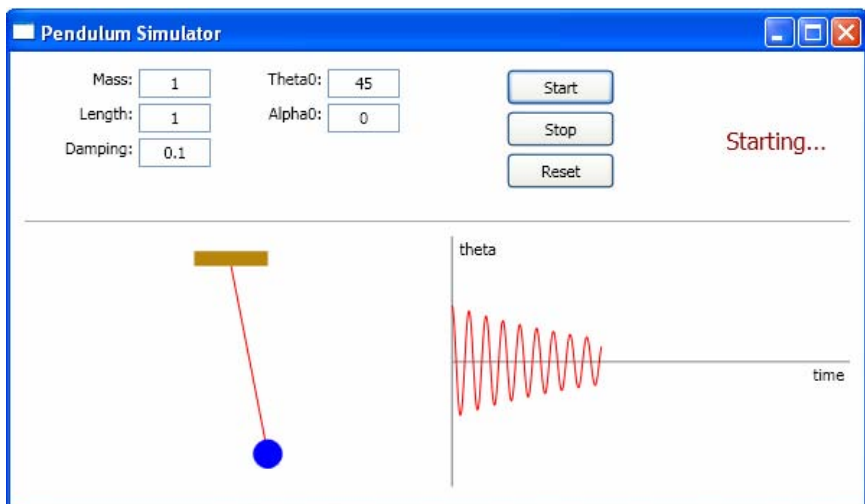 Pendulum Simulator
Mass: 1 Theta0: 45 Start
Length: 1 Alpha0: 0 Stop
Damping: 0.1 Reset
Starting...
theta
time